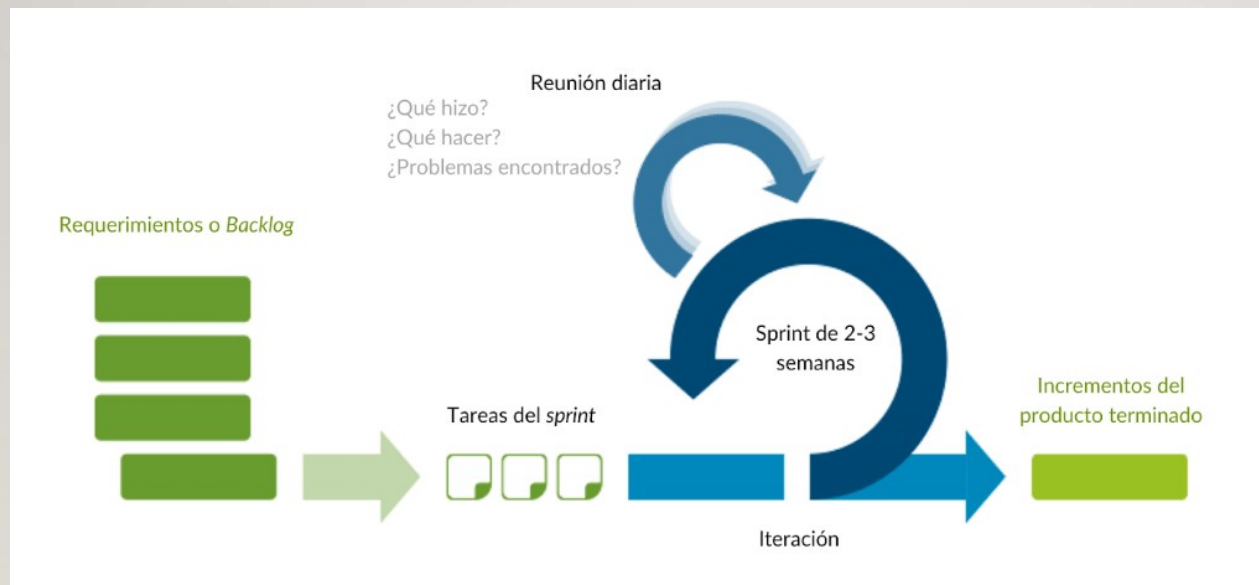 Reunión diaria
¿Qué hizo?
¿Qué hacer?
¿Problemas encontrados?
Requerimientos o Backlog
Sprint de 2-3
semanas
Tareas del sprint
Incrementos del
producto terminado
Iteración